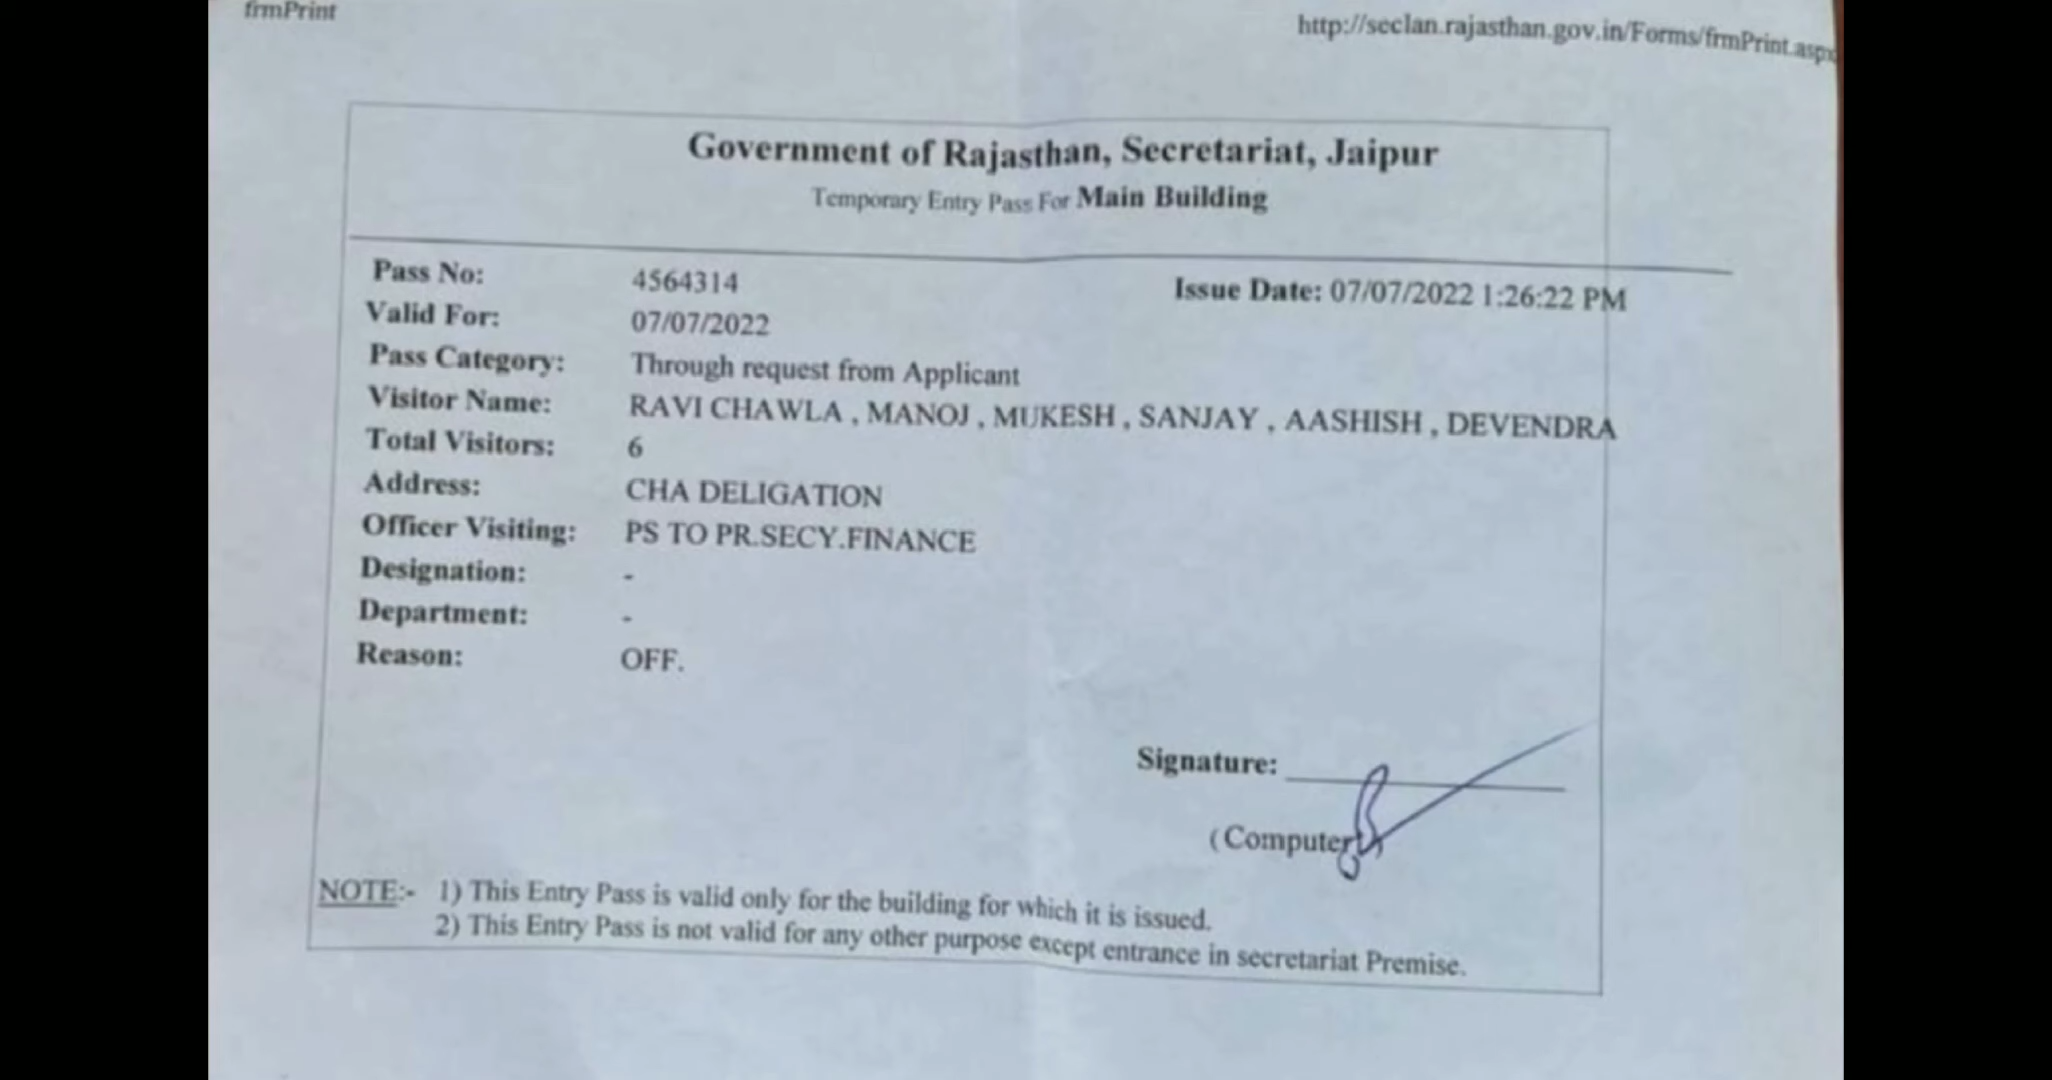 frmPrint
http://seclan.rajasthan.gov.in/Forms/frmPrint.aspx
Government of Rajasthan, Secretariat, Jaipur
Temporary Entry Pass For Main Building
Pass No: 4564314 Issue Date: 07/07/2022 1:26:22 PM
Valid For: 07/07/2022
Pass Category: Through request from Applicant
Visitor Name: RAVI CHAWLA , MANOJ , MUKESH , SANJAY , AASHISH , DEVENDRA
Total Visitors: 6
Address: CHA DELIGATION
Officer Visiting: PS TO PR.SECY.FINANCE
Designation: -
Department: -
Reason: OFF.
Signature:
(Computer)
NOTE:- 1) This Entry Pass is valid only for the building for which it is issued.
2) This Entry Pass is not valid for any other purpose except entrance in secretariat Premise.